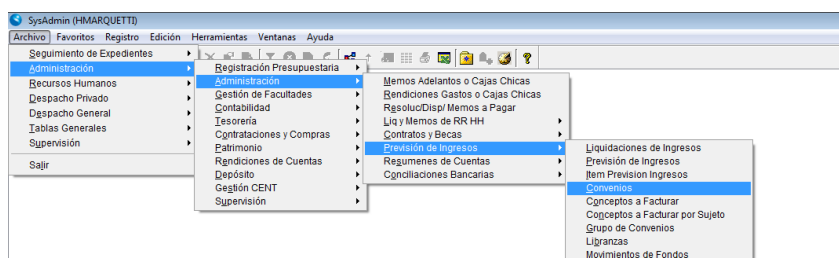 SysAdmin (HMARQUETTI)
Archivo Favoritos Registro Edición Herramientas Ventanas Ayuda
Seguimiento de Expedientes
Administración
Recursos Humanos
Despacho Privado
Despacho General
Tablas Generales
Supervisión
Salir
Registración Presupuestaria
Administración
Gestión de Facultades
Contabilidad
Tesorería
Contrataciones y Compras
Patrimonio
Rendiciones de Cuentas
Depósito
Gestión CENT
Supervisión
Memos Adelantos o Cajas Chicas
Rendiciones Gastos o Cajas Chicas
Resoluc/Disp/ Memos a Pagar
Liq y Memos de RR HH
Contratos y Becas
Previsión de Ingresos
Resumenes de Cuentas
Conciliaciones Bancarias
Liquidaciones de Ingresos
Previsión de Ingresos
Item Prevision Ingresos
Convenios
Conceptos a Facturar
Conceptos a Facturar por Sujeto
Grupo de Convenios
Libranzas
Movimientos de Fondos